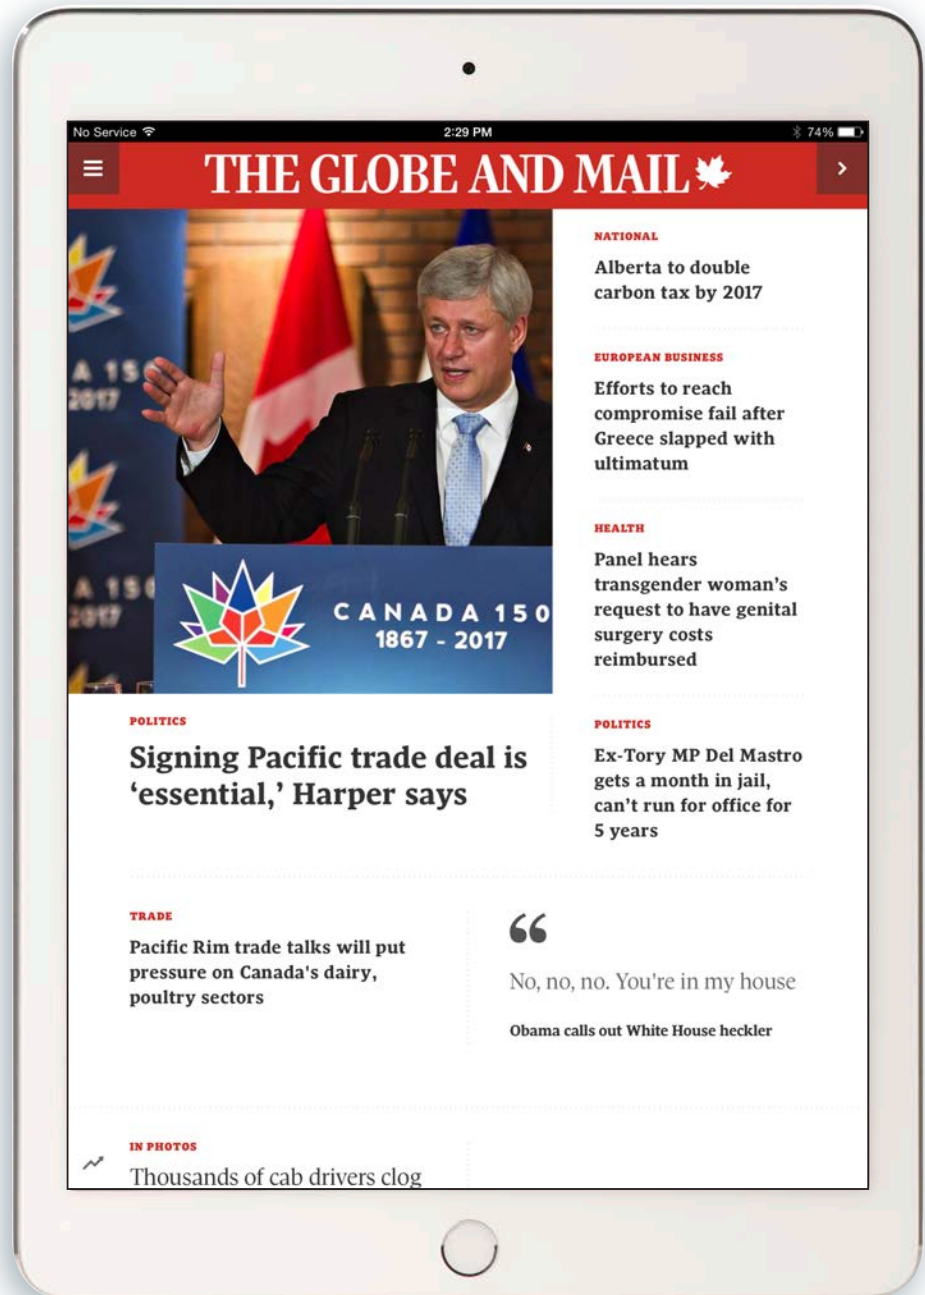 No Service
2:29 PM
74%
THE GLOBE AND MAIL
A 150
2017
A 150
2017
CANADA 150
1867 - 2017
NATIONAL
Alberta to double
carbon tax by 2017
EUROPEAN BUSINESS
Efforts to reach
compromise fail after
Greece slapped with
ultimatum
HEALTH
Panel hears
transgender woman's
request to have genital
surgery costs
reimbursed
POLITICS
Signing Pacific trade deal is
‘essential,’ Harper says
POLITICS
Ex-Tory MP Del Mastro
gets a month in jail,
can't run for office for
5 years
TRADE
Pacific Rim trade talks will put
pressure on Canada's dairy,
poultry sectors
“
No, no, no. You're in my house
Obama calls out White House heckler
IN PHOTOS
Thousands of cab drivers clog